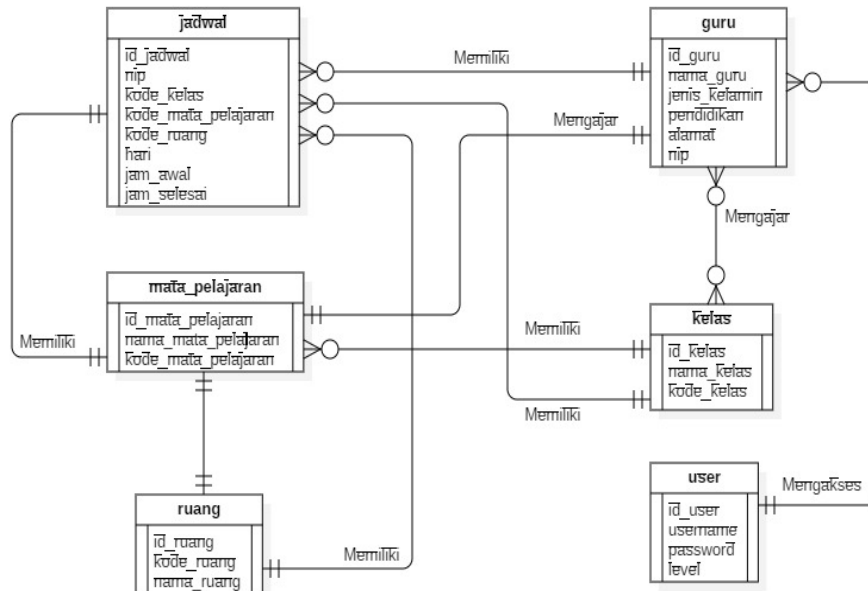 jadwal
id_jadwal
nip
kode_kelas
kode_mata_pelajaran
kode_ruang
hari
jam_awal
jam_selesai
Memiliki
guru
id_guru
nama_guru
jenis_kelamin
pendidikan
alamat
nip
Mengajar
Mengajar
mata_pelajaran
id_mata_pelajaran
nama_mata_pelajaran
kode_mata_pelajaran
Memiliki
Memiliki
kelas
id_kelas
nama_kelas
kode_kelas
Memiliki
ruang
id_ruang
kode_ruang
nama_ruang
Memiliki
user
id_user
username
password
level
Mengakses